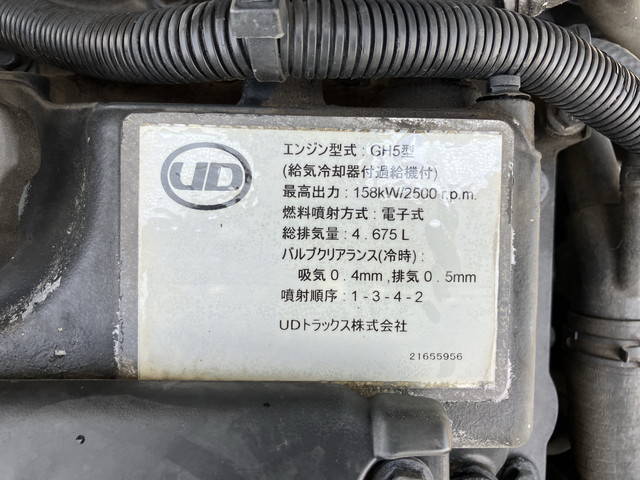 UD
エンジン型式 : GH5型
(給気冷却器付過給機付)
最高出力 : 158kW/2500 r.p.m.
燃料噴射方式 : 電子式
総排気量 : 4 . 675 L
バルブクリアランス(冷時) :
吸気 0 . 4mm , 排気 0 . 5mm
噴射順序 : 1 - 3 - 4 - 2
UDトラックス株式会社
21655956